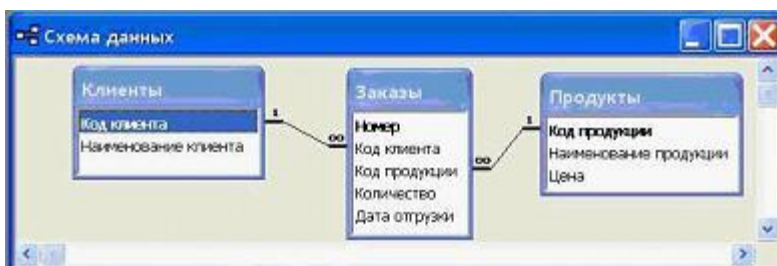 Схема данных
Клиенты
Код клиента
Наименование клиента
1
∞
Заказы
Номер
Код клиента
Код продукции
Количество
Дата отгрузки
∞
1
Продукты
Код продукции
Наименование продукции
Цена